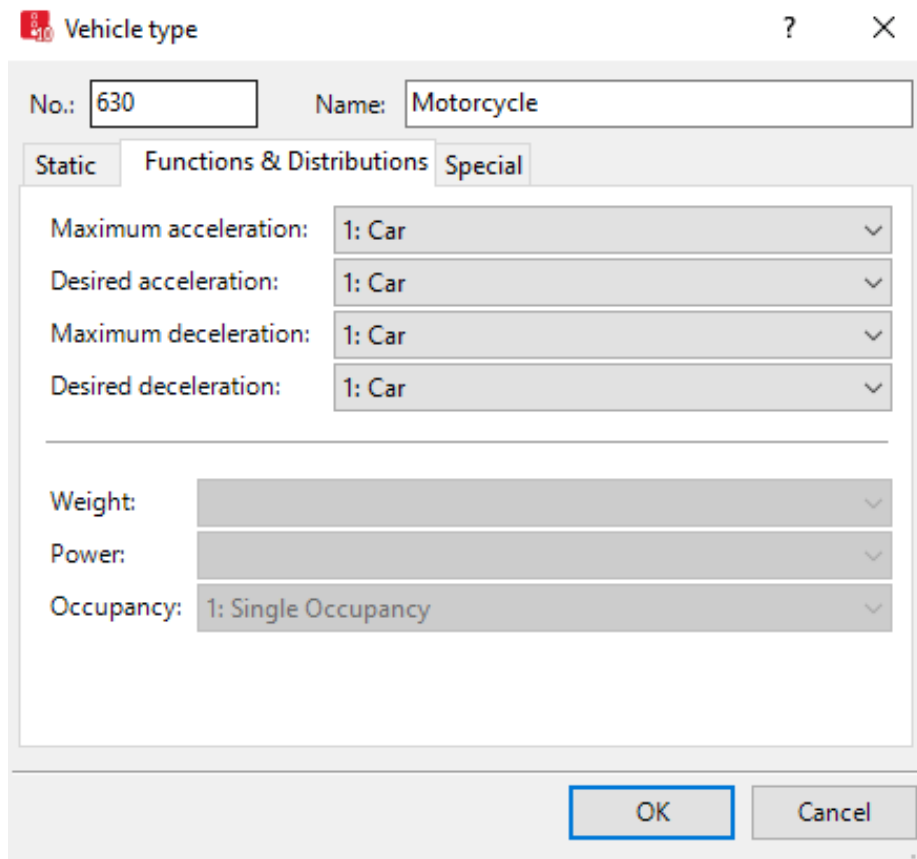 Vehicle type ?
No.: 630 Name: Motorcycle
Static Functions & Distributions Special
Maximum acceleration: 1: Car
Desired acceleration: 1: Car
Maximum deceleration: 1: Car
Desired deceleration: 1: Car
Weight:
Power:
Occupancy: 1: Single Occupancy
OK Cancel